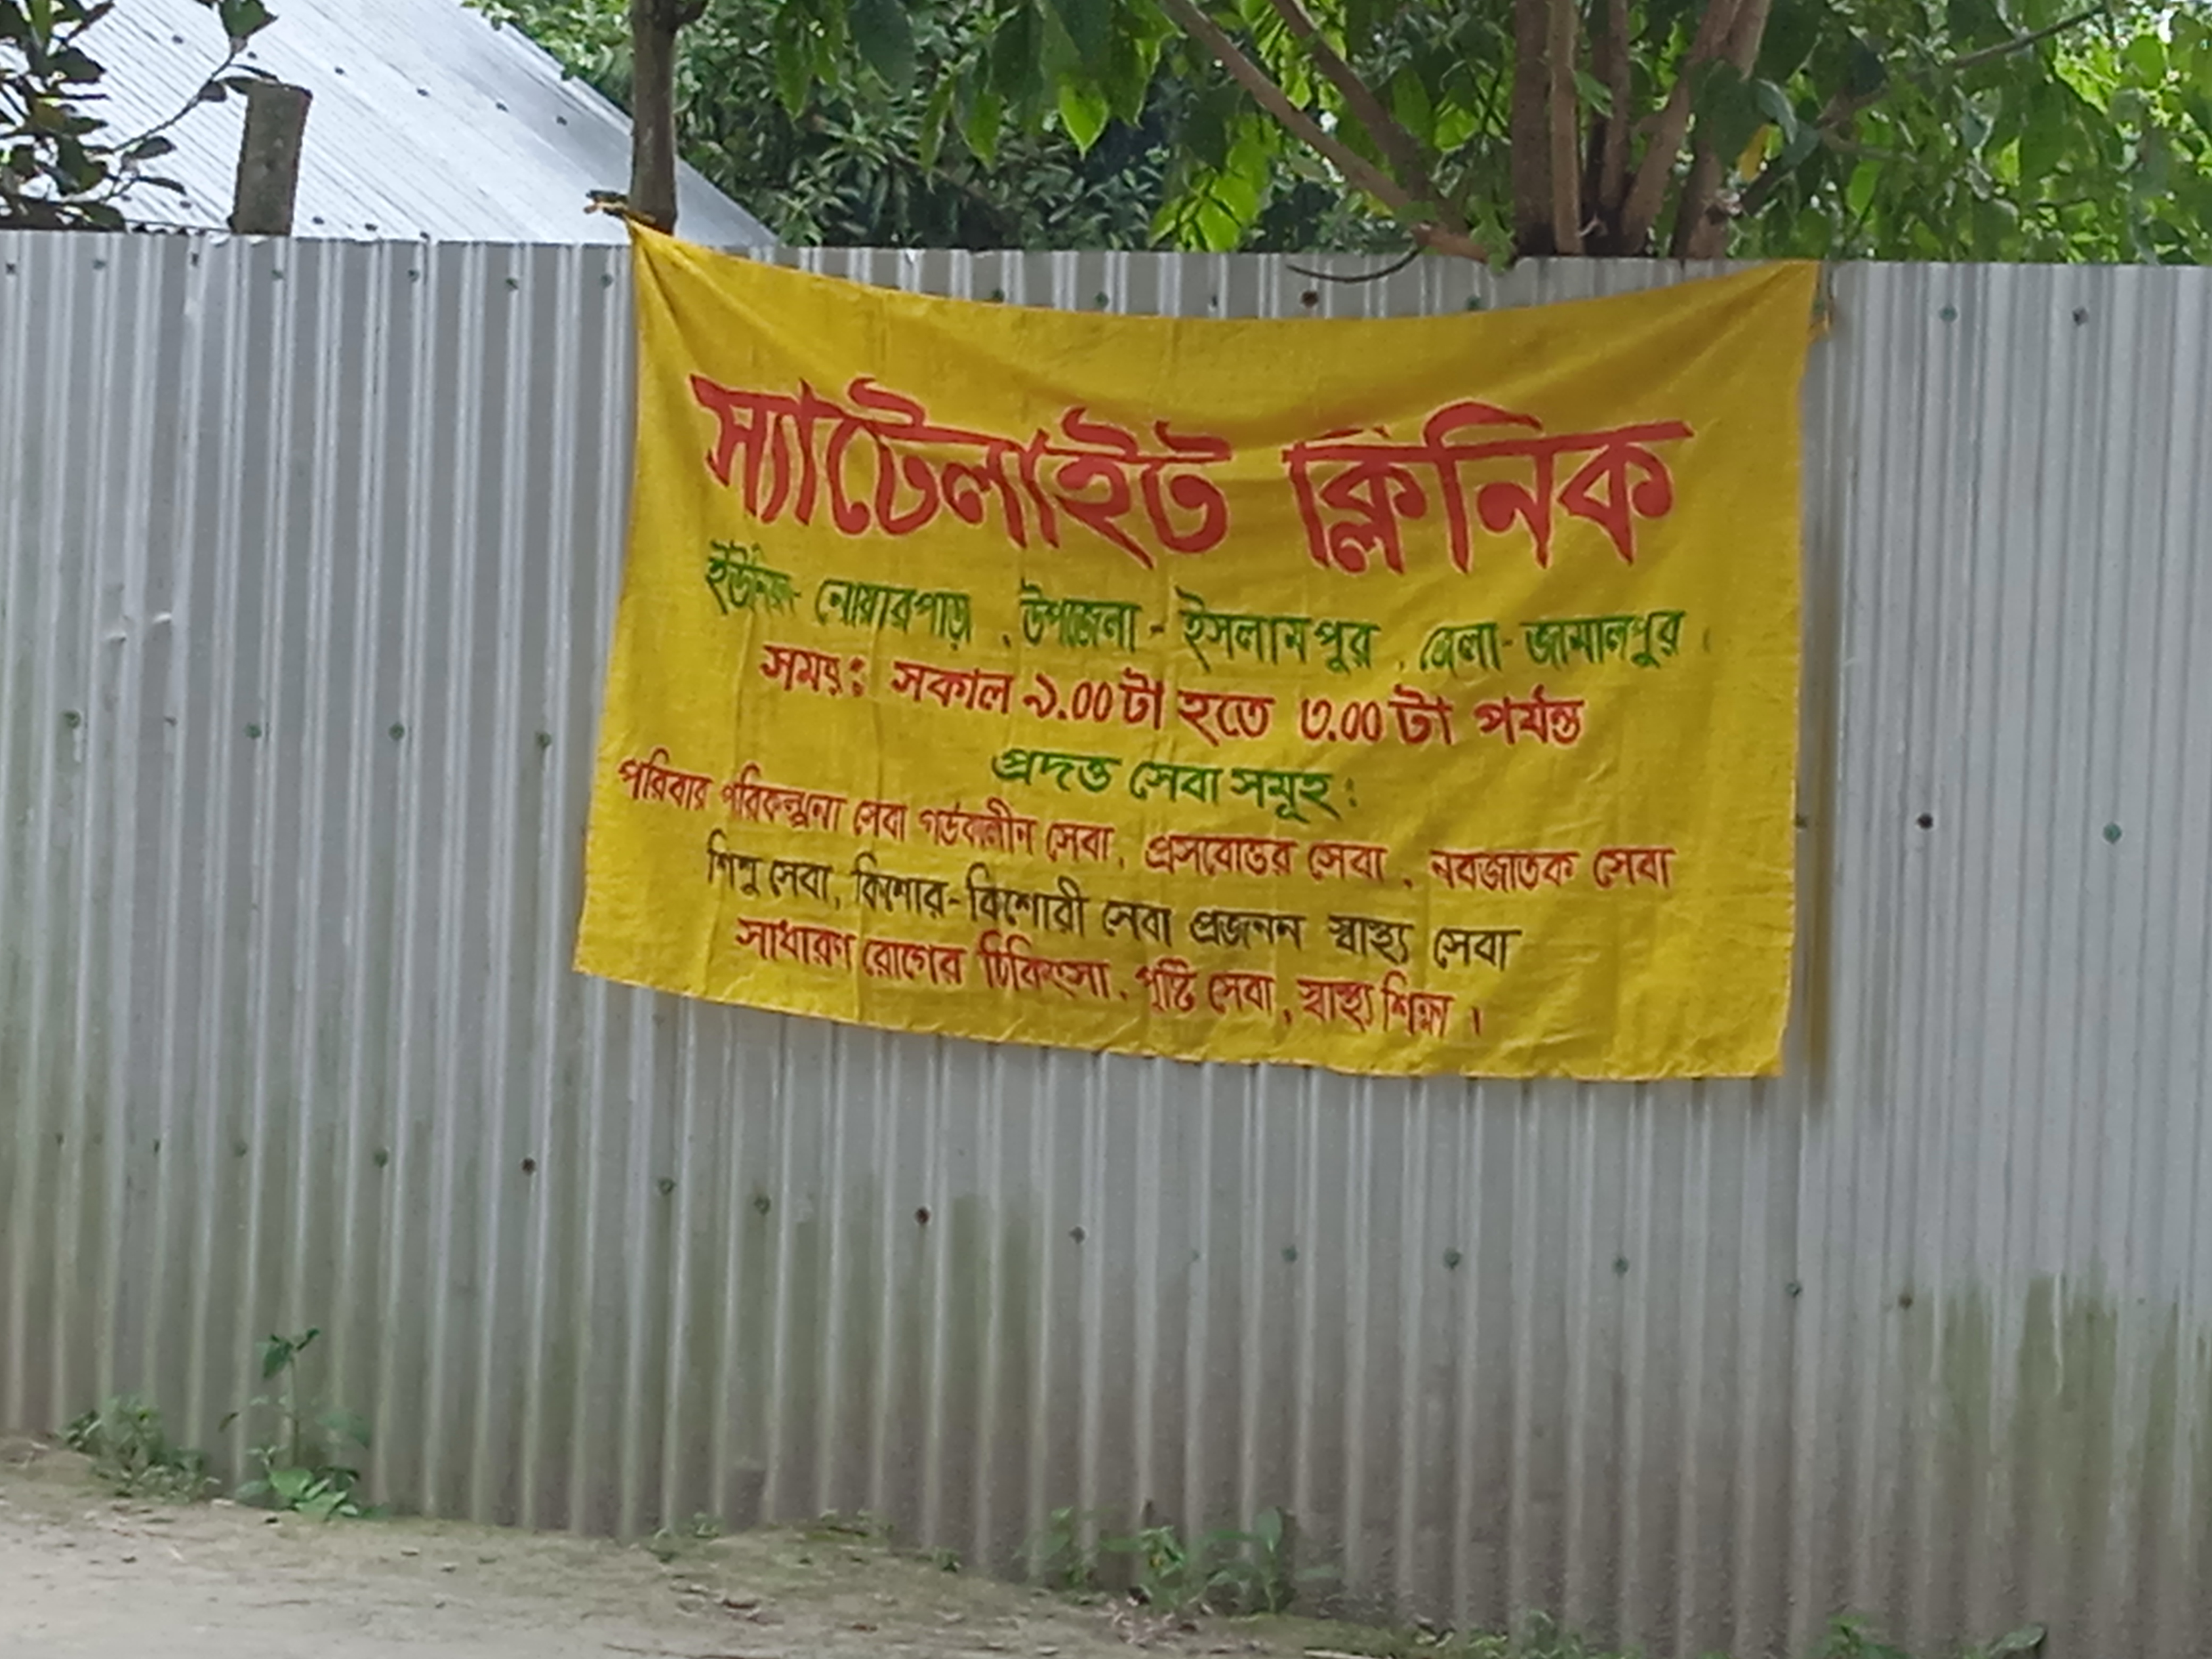 স্যাটেলাইট ক্লিনিক
ইউনিয়ন- নোয়ারপাড়া , উপজেলা - ইসলামপুর , জেলা - জামালপুর ।
সময়ঃ সকাল ৯.০০ টা হতে ৩.০০ টা পর্যন্ত
প্রদত্ত সেবা সমূহ :
পরিবার পরিকল্পনা সেবা গর্ভকালীন সেবা, প্রসবোত্তর সেবা , নবজাতক সেবা
শিশু সেবা, কিশোর-কিশোরী সেবা প্রজনন স্বাস্থ্য সেবা
সাধারণ রোগের চিকিৎসা, পুষ্টি সেবা, স্বাস্থ্য শিক্ষা ।